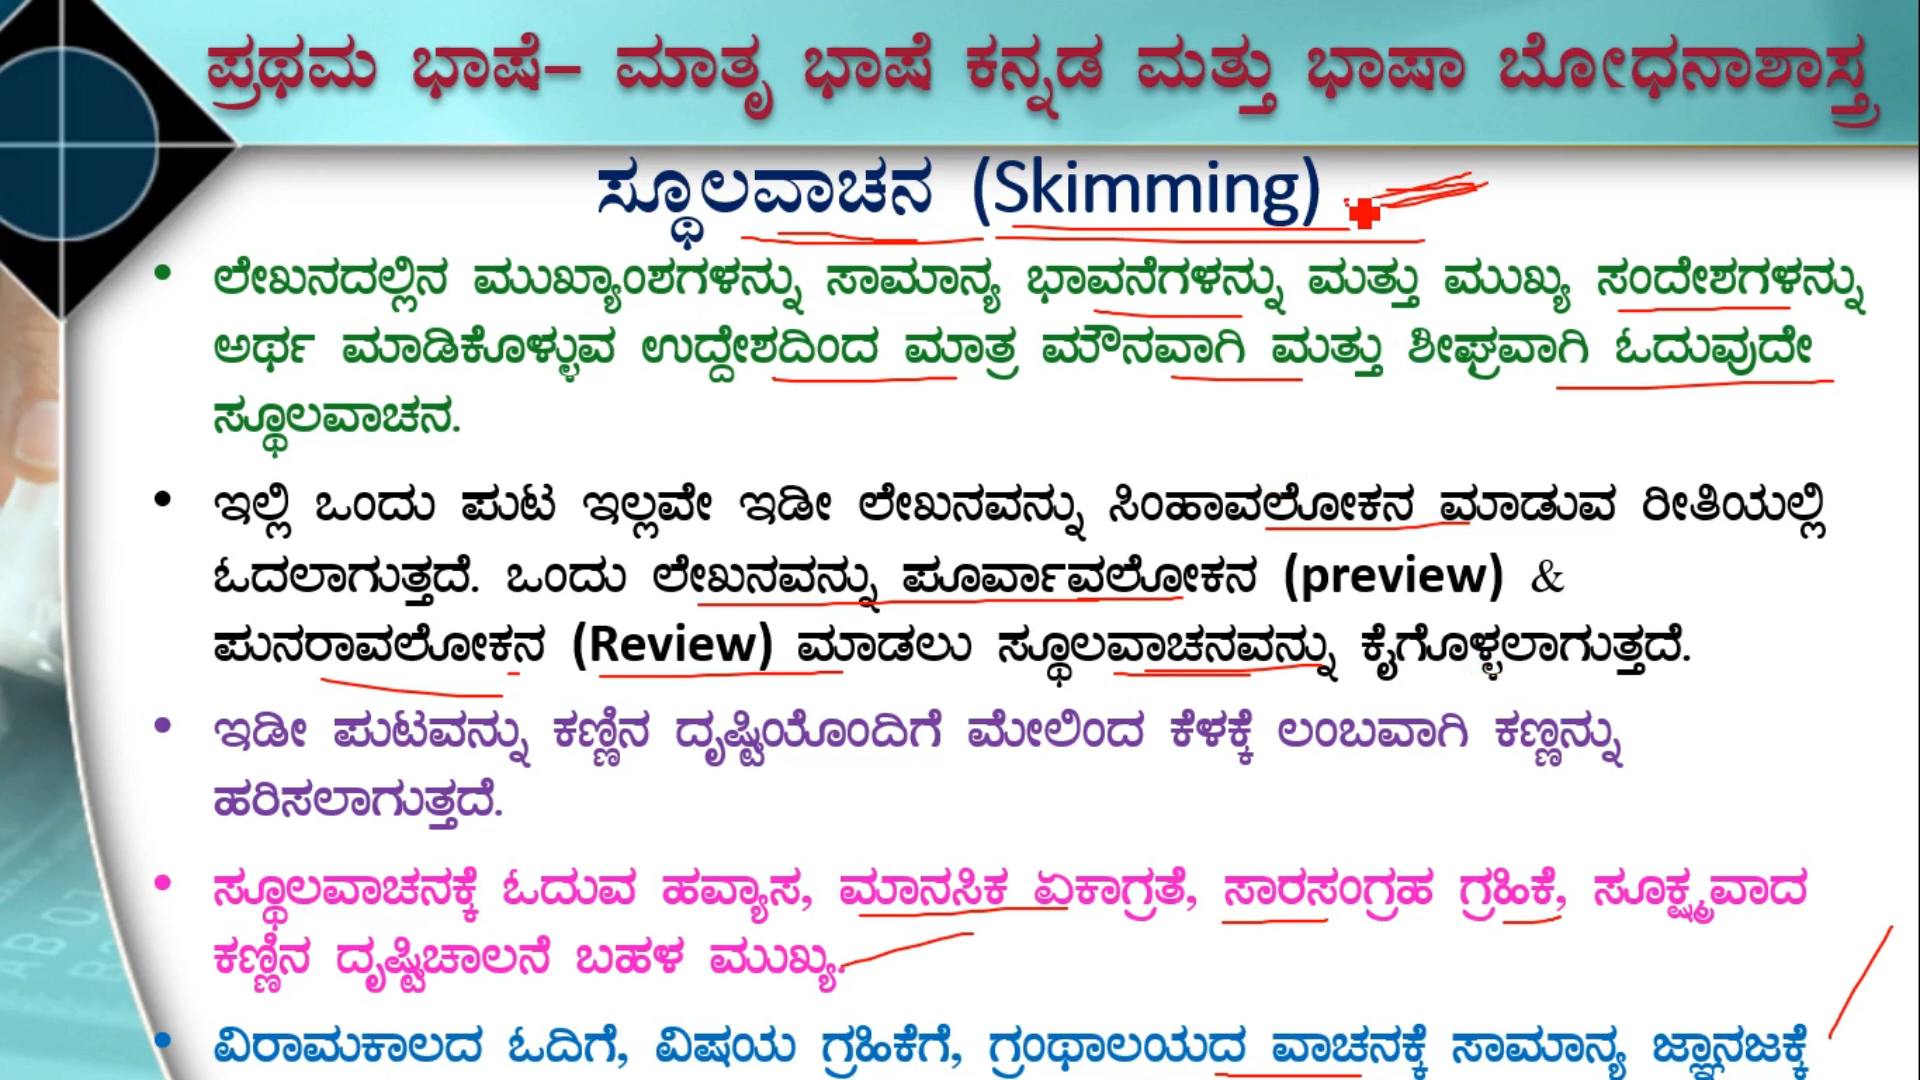 ಪ್ರಥಮ ಭಾಷೆ– ಮಾತೃ ಭಾಷೆ ಕನ್ನಡ ಮತ್ತು ಭಾಷಾ ಬೋಧನಾಶಾಸ್ತ್ರ
ಸ್ಥೂಲವಾಚನ (Skimming)
• ಲೇಖನದಲ್ಲಿನ ಮುಖ್ಯಾಂಶಗಳನ್ನು ಸಾಮಾನ್ಯ ಭಾವನೆಗಳನ್ನು ಮತ್ತು ಮುಖ್ಯ ಸಂದೇಶಗಳನ್ನು
ಅರ್ಥ ಮಾಡಿಕೊಳ್ಳುವ ಉದ್ದೇಶದಿಂದ ಮಾತ್ರ ಮೌನವಾಗಿ ಮತ್ತು ಶೀಘ್ರವಾಗಿ ಓದುವುದೇ
ಸ್ಥೂಲವಾಚನ.
• ಇಲ್ಲಿ ಒಂದು ಪುಟ ಇಲ್ಲವೇ ಇಡೀ ಲೇಖನವನ್ನು ಸಿಂಹಾವಲೋಕನ ಮಾಡುವ ರೀತಿಯಲ್ಲಿ
ಓದಲಾಗುತ್ತದೆ. ಒಂದು ಲೇಖನವನ್ನು ಪೂರ್ವಾವಲೋಕನ (preview) &
ಪುನರಾವಲೋಕನ (Review) ಮಾಡಲು ಸ್ಥೂಲವಾಚನವನ್ನು ಕೈಗೊಳ್ಳಲಾಗುತ್ತದೆ.
• ಇಡೀ ಪುಟವನ್ನು ಕಣ್ಣಿನ ದೃಷ್ಟಿಯೊಂದಿಗೆ ಮೇಲಿಂದ ಕೆಳಕ್ಕೆ ಲಂಬವಾಗಿ ಕಣ್ಣನ್ನು
ಹರಿಸಲಾಗುತ್ತದೆ.
• ಸ್ಥೂಲವಾಚನಕ್ಕೆ ಓದುವ ಹವ್ಯಾಸ, ಮಾನಸಿಕ ಏಕಾಗ್ರತೆ, ಸಾರಸಂಗ್ರಹ ಗ್ರಹಿಕೆ, ಸೂಕ್ಷ್ಮವಾದ
ಕಣ್ಣಿನ ದೃಷ್ಟಿಚಾಲನೆ ಬಹಳ ಮುಖ್ಯ.
• ವಿರಾಮಕಾಲದ ಓದಿಗೆ, ವಿಷಯ ಗ್ರಹಿಕೆಗೆ, ಗ್ರಂಥಾಲಯದ ವಾಚನಕ್ಕೆ ಸಾಮಾನ್ಯ ಜ್ಞಾನಜಕ್ಕೆ